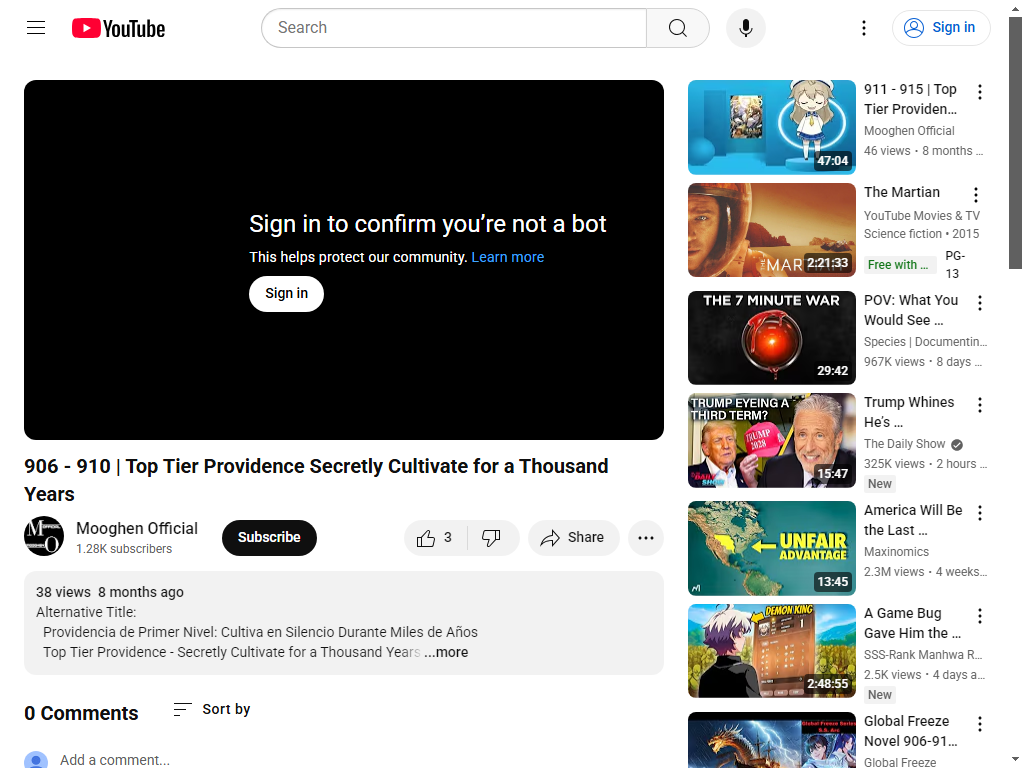 YouTube
Search
Sign in
Sign in to confirm you’re not a bot
This helps protect our community. Learn more
Sign in
906 - 910 | Top Tier Providence Secretly Cultivate for a Thousand
Years
Mooghen Official
1.28K subscribers
Subscribe
3
Share
38 views 8 months ago
Alternative Title:
Providencia de Primer Nivel: Cultiva en Silencio Durante Miles de Años
Top Tier Providence - Secretly Cultivate for a Thousand Years ...more
0 Comments
Sort by
Add a comment...
47:04
911 - 915 | Top
Tier Providen...
Mooghen Official
46 views • 8 months ...
2:21:33
The Martian
YouTube Movies & TV
Science fiction • 2015
Free with ...
PG-
13
THE 7 MINUTE WAR
29:42
POV: What You
Would See ...
Species | Documentin...
967K views • 8 days ...
TRUMP EYEING A
THIRD TERM?
TRUMP
2028
15:47
Trump Whines
He’s ...
The Daily Show
325K views • 2 hours ...
New
UNFAIR
ADVANTAGE
13:45
America Will Be
the Last ...
Maxinomics
2.3M views • 4 weeks...
DEMON KING
2:48:55
A Game Bug
Gave Him the ...
SSS-Rank Manhwa R...
2.5K views • 4 days a...
New
Global Freeze
Novel 906-91...
Global Freeze